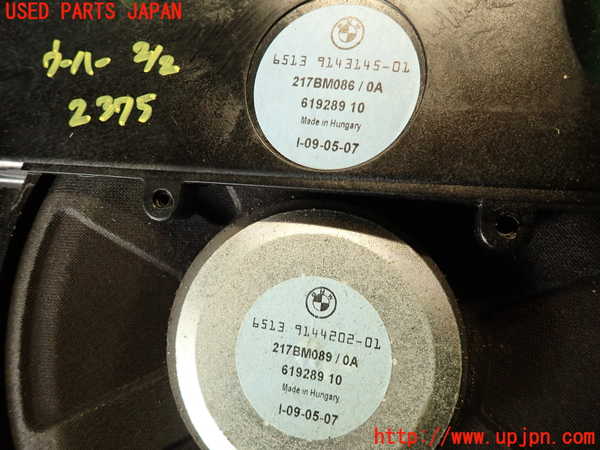 USED PARTS JAPAN
ウーハー 2/2
2375
BMW
6513 9143145-01
217BM086 / 0A
619289 10
Made in Hungary
I-09-05-07
BMW
6513 9144202-01
217BM089 / 0A
619289 10
Made in Hungary
I-09-05-07
http://www.upjpn.com